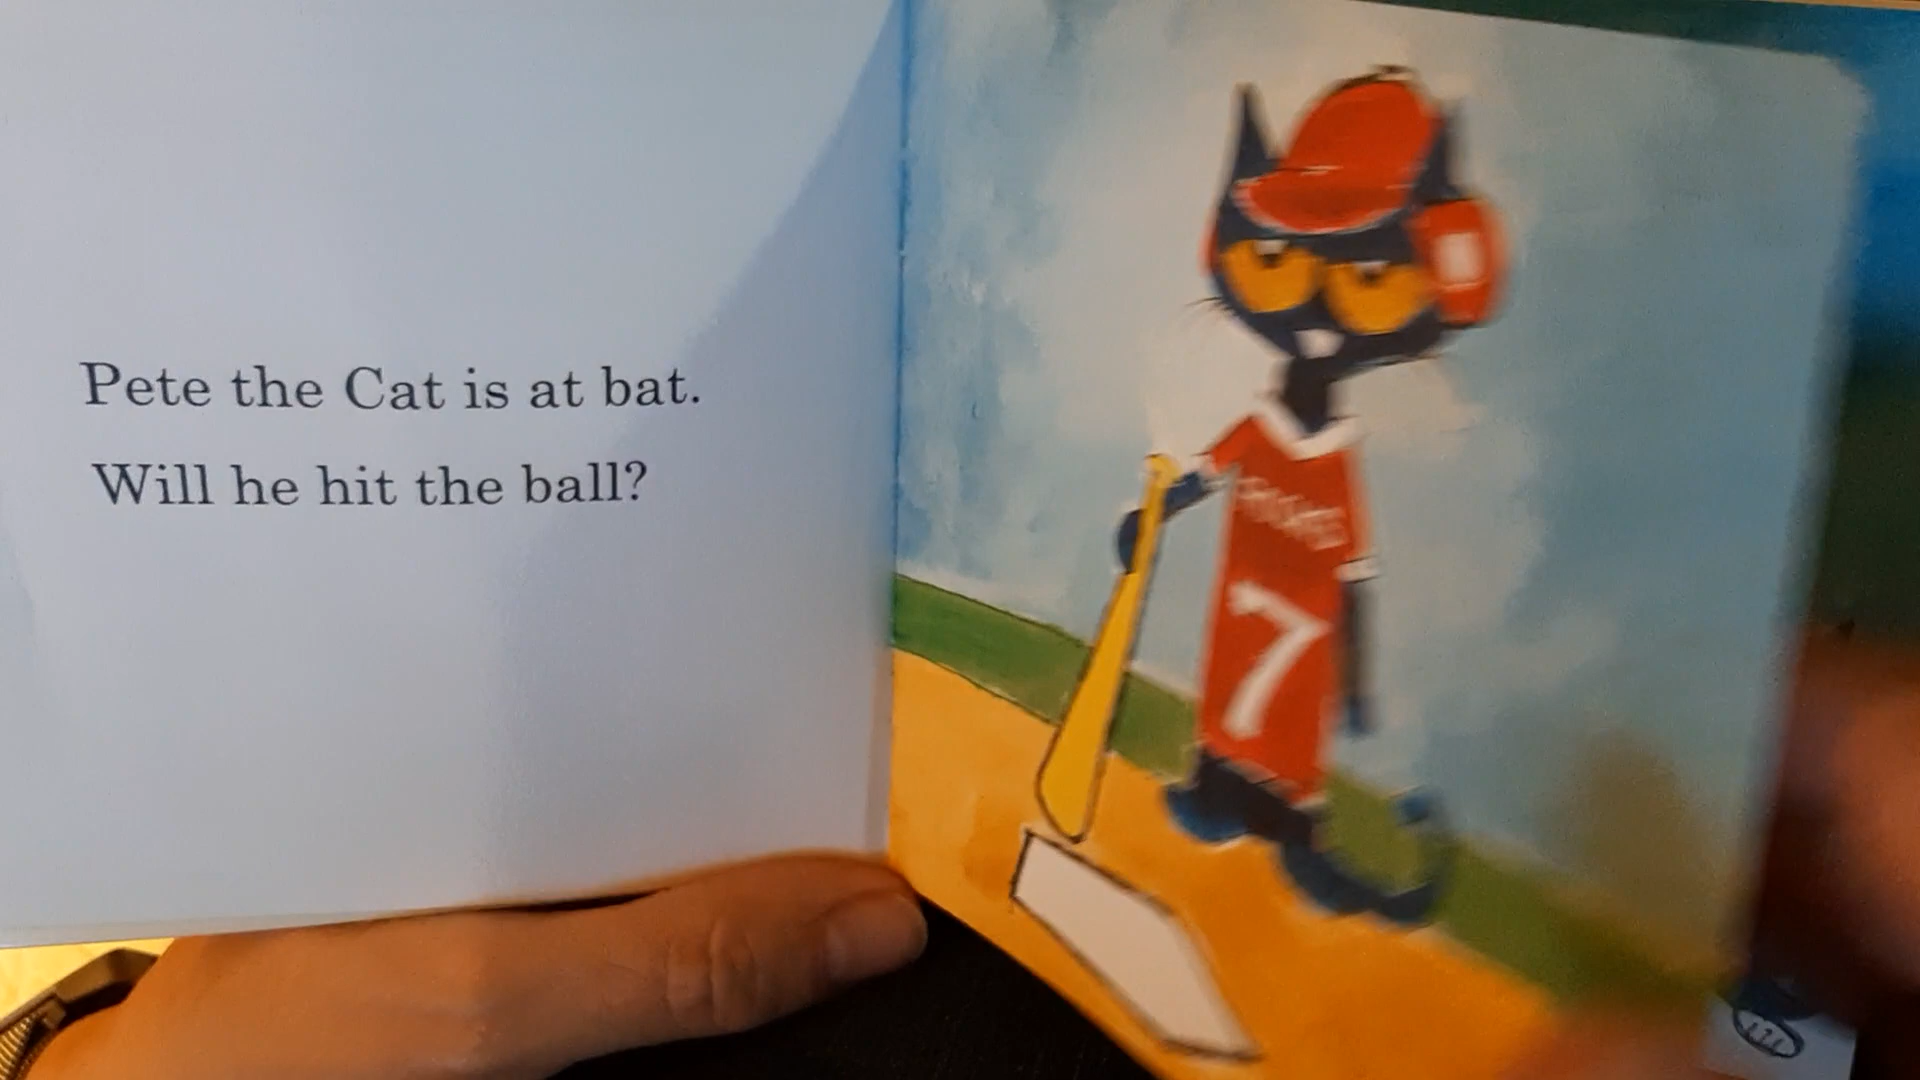 Pete the Cat is at bat.
Will he hit the ball?
7